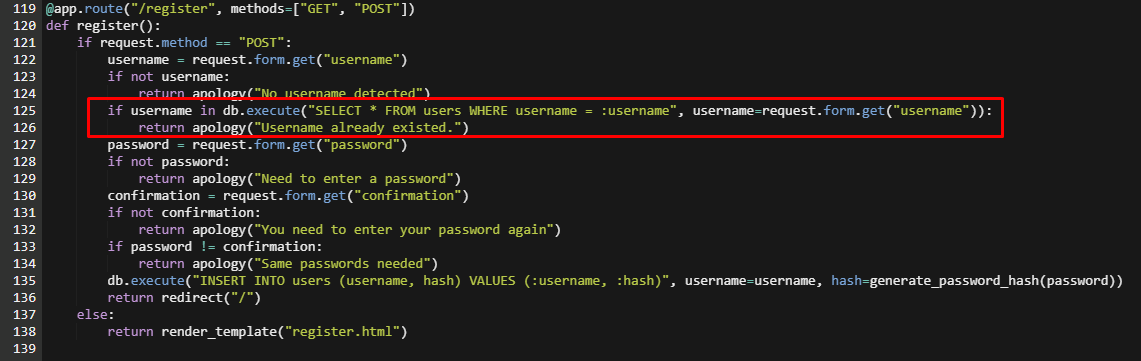 119 @app.route("/register", methods=["GET", "POST"])
120 def register():
121     if request.method == "POST":
122         username = request.form.get("username")
123         if not username:
124             return apology("No username detected")
125         if username in db.execute("SELECT * FROM users WHERE username = :username", username=request.form.get("username")):
126             return apology("Username already existed.")
127         password = request.form.get("password")
128         if not password:
129             return apology("Need to enter a password")
130         confirmation = request.form.get("confirmation")
131         if not confirmation:
132             return apology("You need to enter your password again")
133         if password != confirmation:
134             return apology("Same passwords needed")
135         db.execute("INSERT INTO users (username, hash) VALUES (:username, :hash)", username=username, hash=generate_password_hash(password))
136         return redirect("/")
137     else:
138         return render_template("register.html")
139